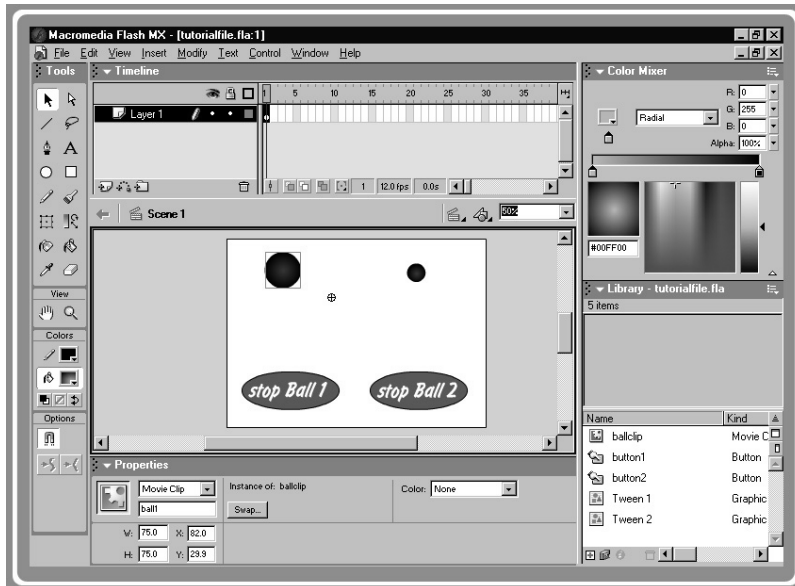 Macromedia Flash MX - [tutorialfile.fla:1]
File Edit View Insert Modify Text Control Window Help
Tools
Timeline
1 5 10 15 20 25 30 35
Layer 1
1 12.0 fps 0.0s
Scene 1
50%
View
Colors
Options
stop Ball 1
stop Ball 2
Properties
Movie Clip
Instance of: ballclip
Color: None
ball1
Swap...
W: 75.0 X: 82.0
H: 75.0 Y: 29.9
Color Mixer
R: 0
Radial
G: 255
B: 0
Alpha: 100%
#00FF00
Library - tutorialfile.fla
5 items
Name Kind
ballclip Movie C
button1 Button
button2 Button
Tween 1 Graphic
Tween 2 Graphic